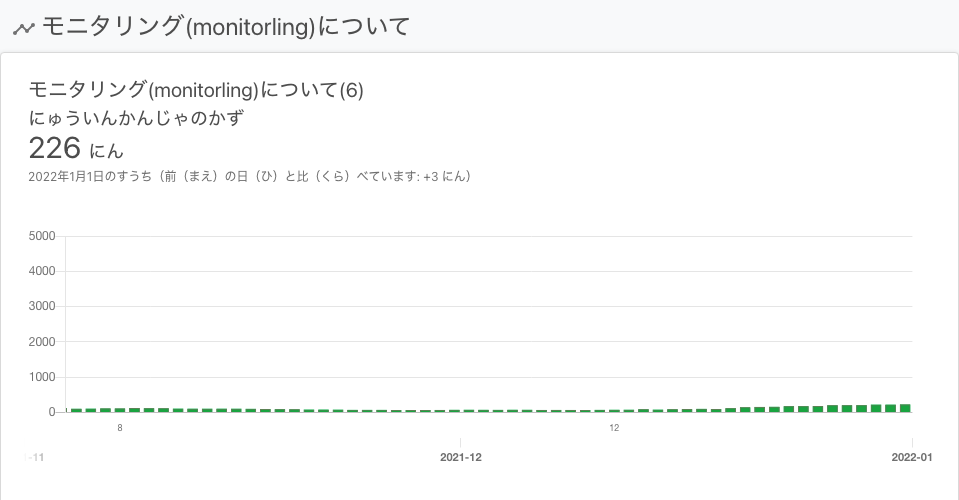 モニタリング(monitorling)について
モニタリング(monitorling)について(6)
にゅういんかんじゃのかず
226 にん
2022年1月1日のすうち（前（まえ）の日（ひ）と比（くら）べています: +3 にん）
5000
4000
3000
2000
1000
0
8 12
-11 2021-12 2022-01